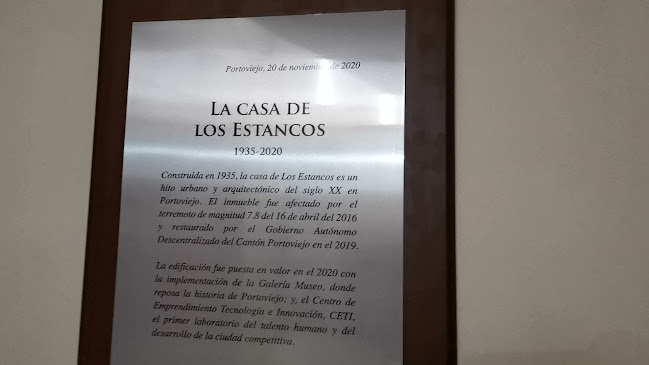 Portoviejo, 20 de noviembre de 2020
LA CASA DE
LOS ESTANCOS
1935-2020
Construida en 1935, la casa de Los Estancos es un
hito urbano y arquitectónico del siglo XX en
Portoviejo. El inmueble fue afectado por el
terremoto de magnitud 7.8 del 16 de abril del 2016
y restaurado por el Gobierno Autónomo
Descentralizado del Cantón Portoviejo en el 2019.
La edificación fue puesta en valor en el 2020 con
la implementación de la Galería Museo, donde
reposa la historia de Portoviejo; y, el Centro de
Emprendimiento Tecnología e Innovación, CETI,
el primer laboratorio del talento humano y del
desarrollo de la ciudad competitiva.